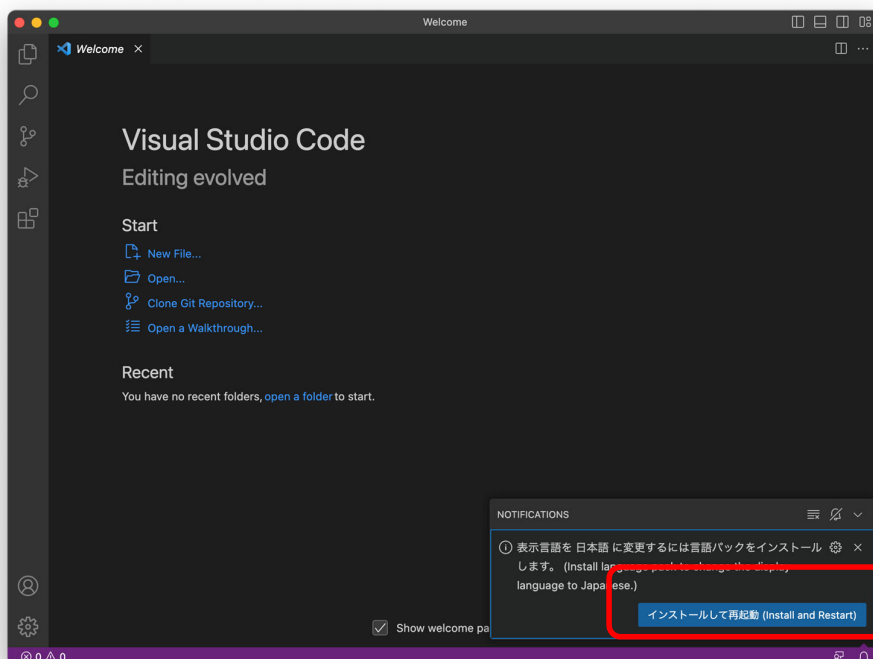 Welcome
Welcome
Visual Studio Code
Editing evolved
Start
New File...
Open...
Clone Git Repository...
Open a Walkthrough...
Recent
You have no recent folders, open a folder to start.
NOTIFICATIONS
表示言語を 日本語 に変更するには言語パックをインストール
します。 (Install language pack to change the display
language to Japanese.)
インストールして再起動 (Install and Restart)
Show welcome pa
0 0